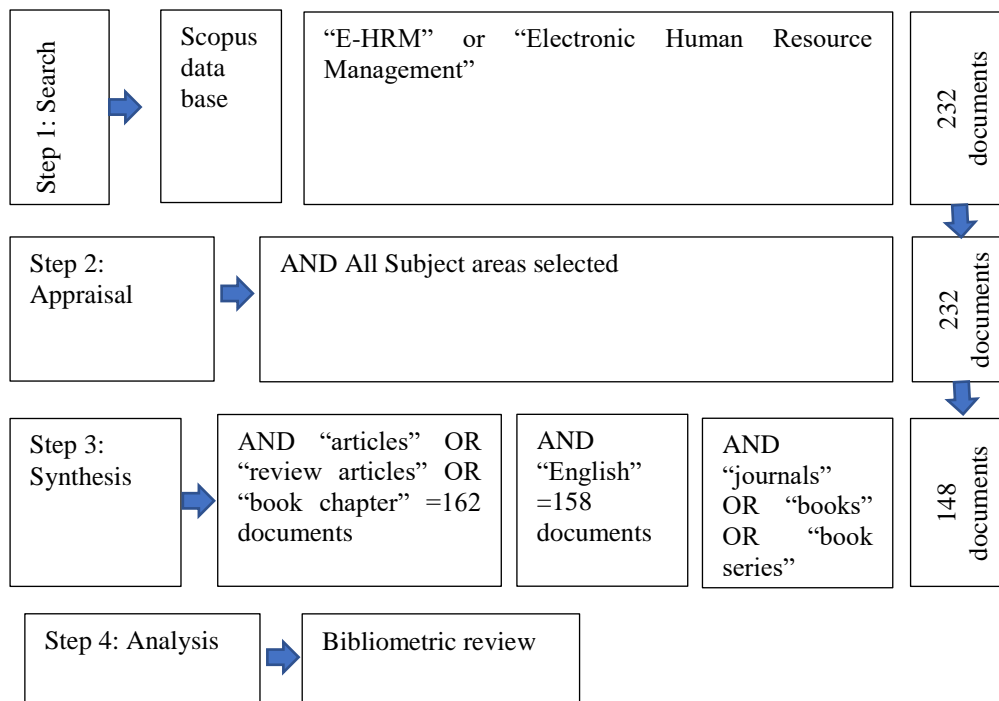 Step 1: Search
Scopus
data
base
“E-HRM” or “Electronic Human Resource
Management”
232
documents
Step 2:
Appraisal
AND All Subject areas selected
232
documents
Step 3:
Synthesis
AND “articles” OR
“review articles” OR
“book chapter” =162
documents
AND
“English”
=158
documents
AND
“journals”
OR “books”
OR “book
series”
148
documents
Step 4: Analysis
Bibliometric review